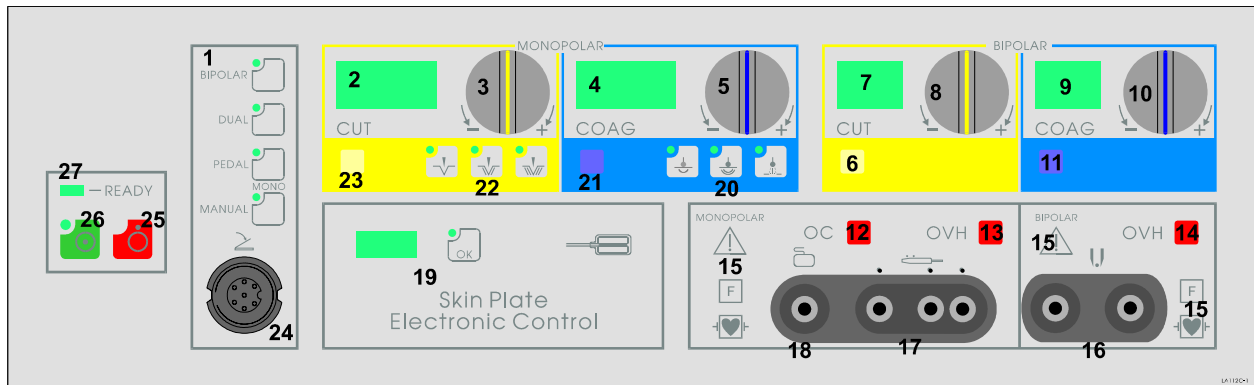 27
READY
26
25
1
BIPOLAR
DUAL
PEDAL
MONO
MANUAL
24
MONOPOLAR
2
3
- +
CUT
23
22
4
5
- +
COAG
21
20
BIPOLAR
7
8
- +
CUT
6
9
10
- +
COAG
11
19
OK
Skin Plate
Electronic Control
MONOPOLAR
15
F
OC 12
OVH 13
18
17
BIPOLAR
15
OVH 14
F
15
16
LA112C-1